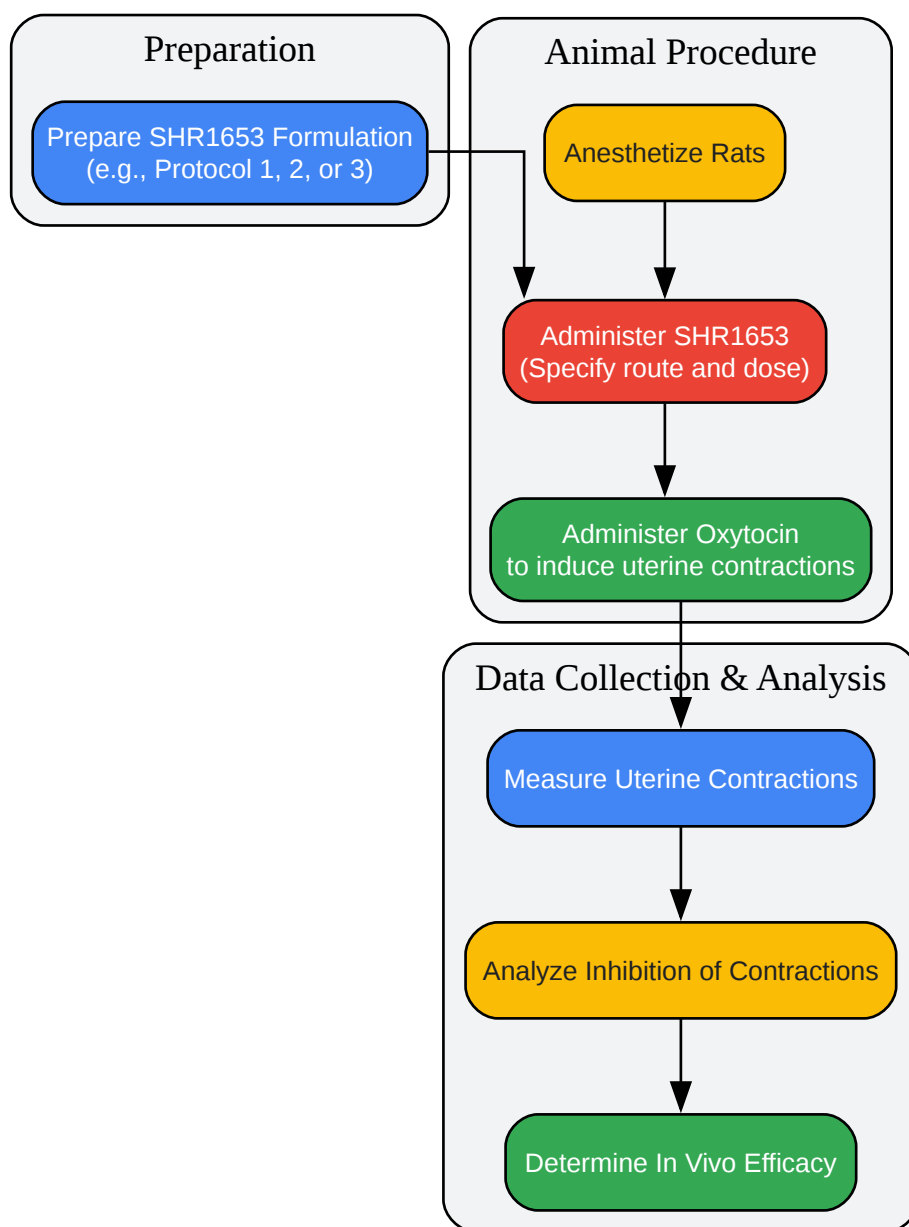 Preparation
Prepare SHR1653 Formulation
(e.g., Protocol 1, 2, or 3)
Animal Procedure
Anesthetize Rats
Administer SHR1653
(Specify route and dose)
Administer Oxytocin
to induce uterine contractions
Data Collection & Analysis
Measure Uterine Contractions
Analyze Inhibition of Contractions
Determine In Vivo Efficacy